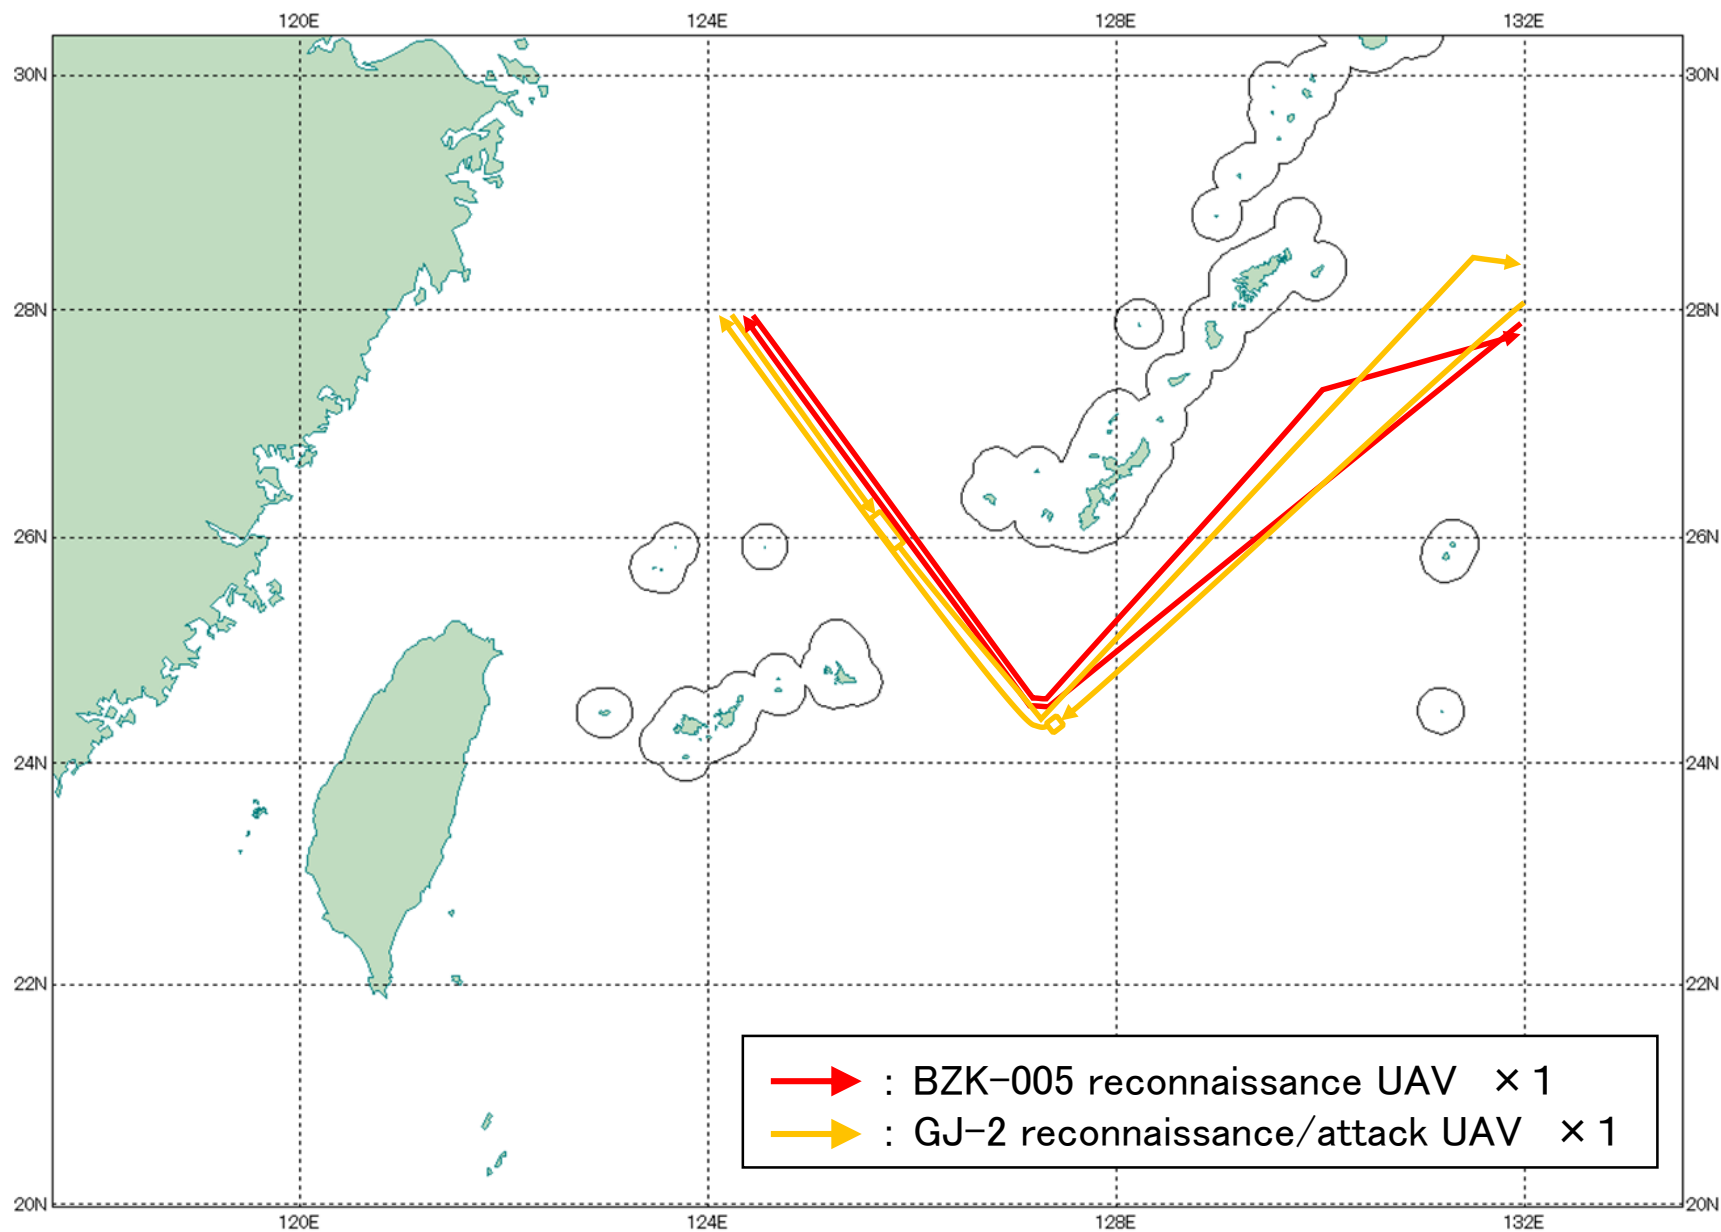 120E 124E 128E 132E
30N 30N
28N 28N
26N 26N
24N 24N
22N 22N
: BZK-005 reconnaissance UAV ×1
: GJ-2 reconnaissance/attack UAV ×1
20N 20N
120E 124E 128E 132E